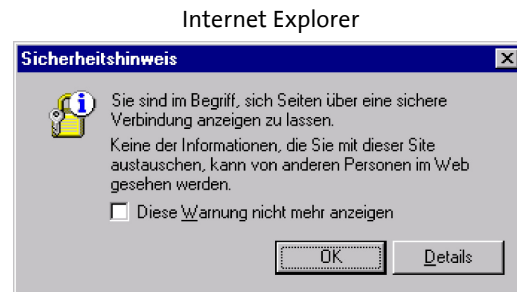 Internet Explorer
Sicherheitshinweis
Sie sind im Begriff, sich Seiten über eine sichere
Verbindung anzeigen zu lassen.
Keine der Informationen, die Sie mit dieser Site
austauschen, kann von anderen Personen im Web
gesehen werden.
Diese Warnung nicht mehr anzeigen
OK Details